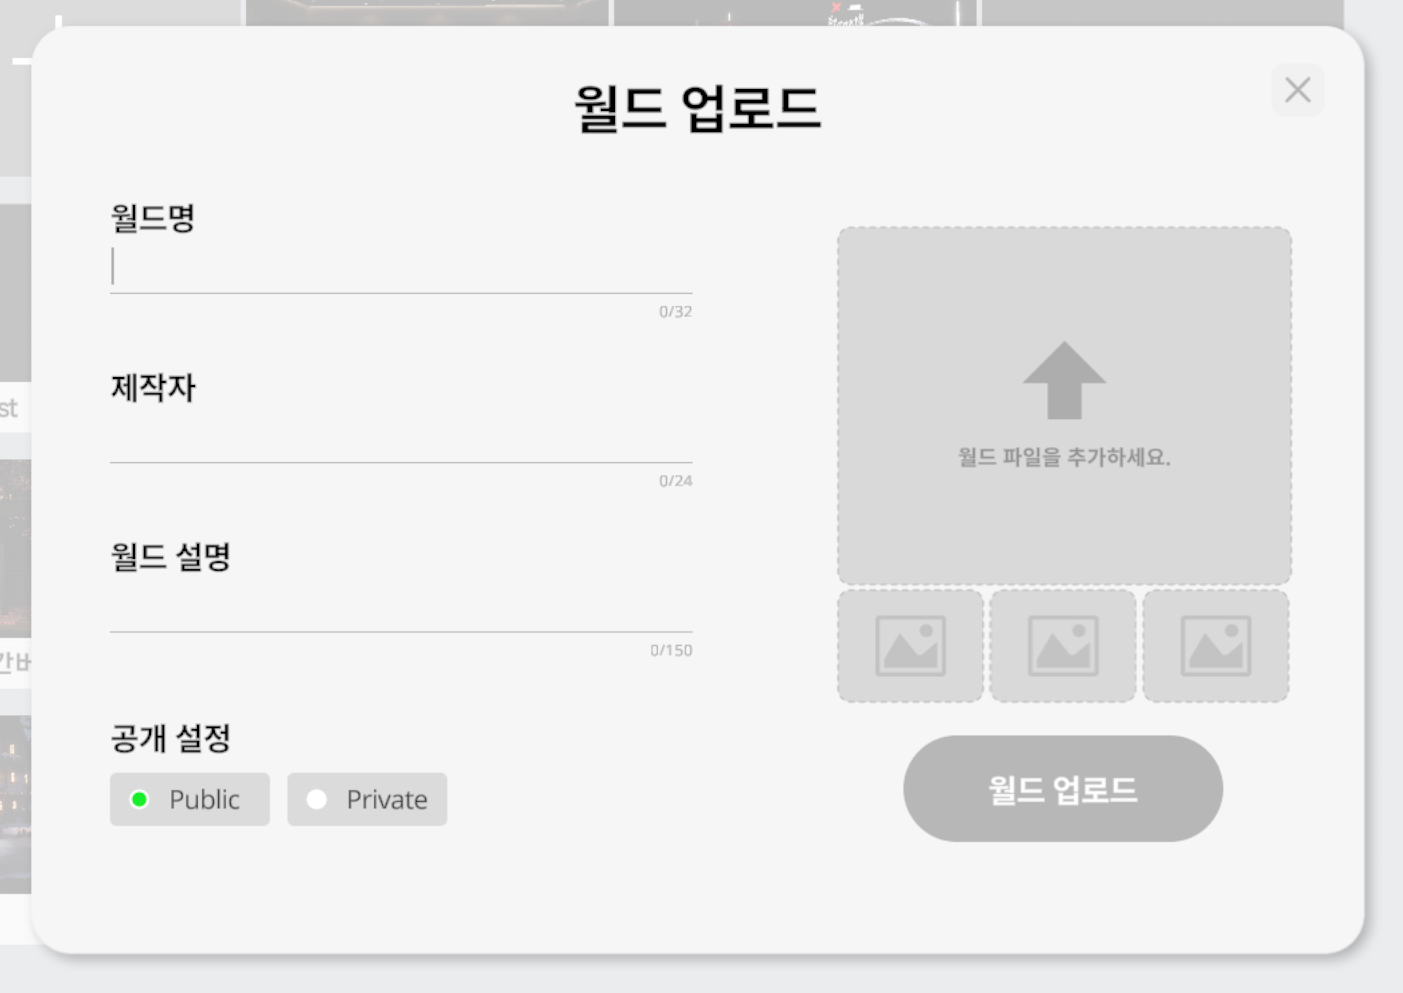 월드 업로드
월드명
0/32
제작자
0/24
월드 설명
0/150
공개 설정
Public
Private
월드 파일을 추가하세요.
월드 업로드
st